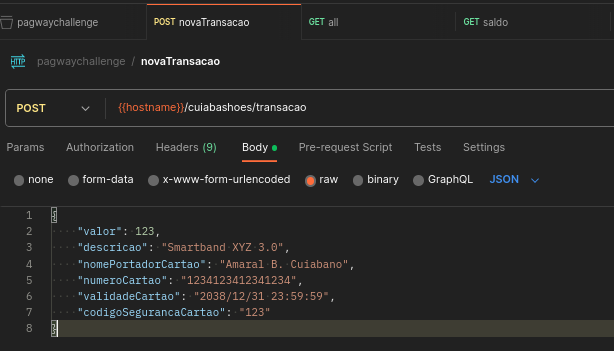 pagwaychallenge POST novaTransacao GET all GET saldo
HTTP pagwaychallenge / novaTransacao
POST {{hostname}}/cuiabashoes/transacao
Params Authorization Headers (9) Body Pre-request Script Tests Settings
none form-data x-www-form-urlencoded raw binary GraphQL JSON
1 {
2 "valor": 123,
3 "descricao": "Smartband XYZ 3.0",
4 "nomePortadorCartao": "Amaral B. Cuiabano",
5 "numeroCartao": "1234123412341234",
6 "validadeCartao": "2038/12/31 23:59:59",
7 "codigoSegurancaCartao": "123"
8 }